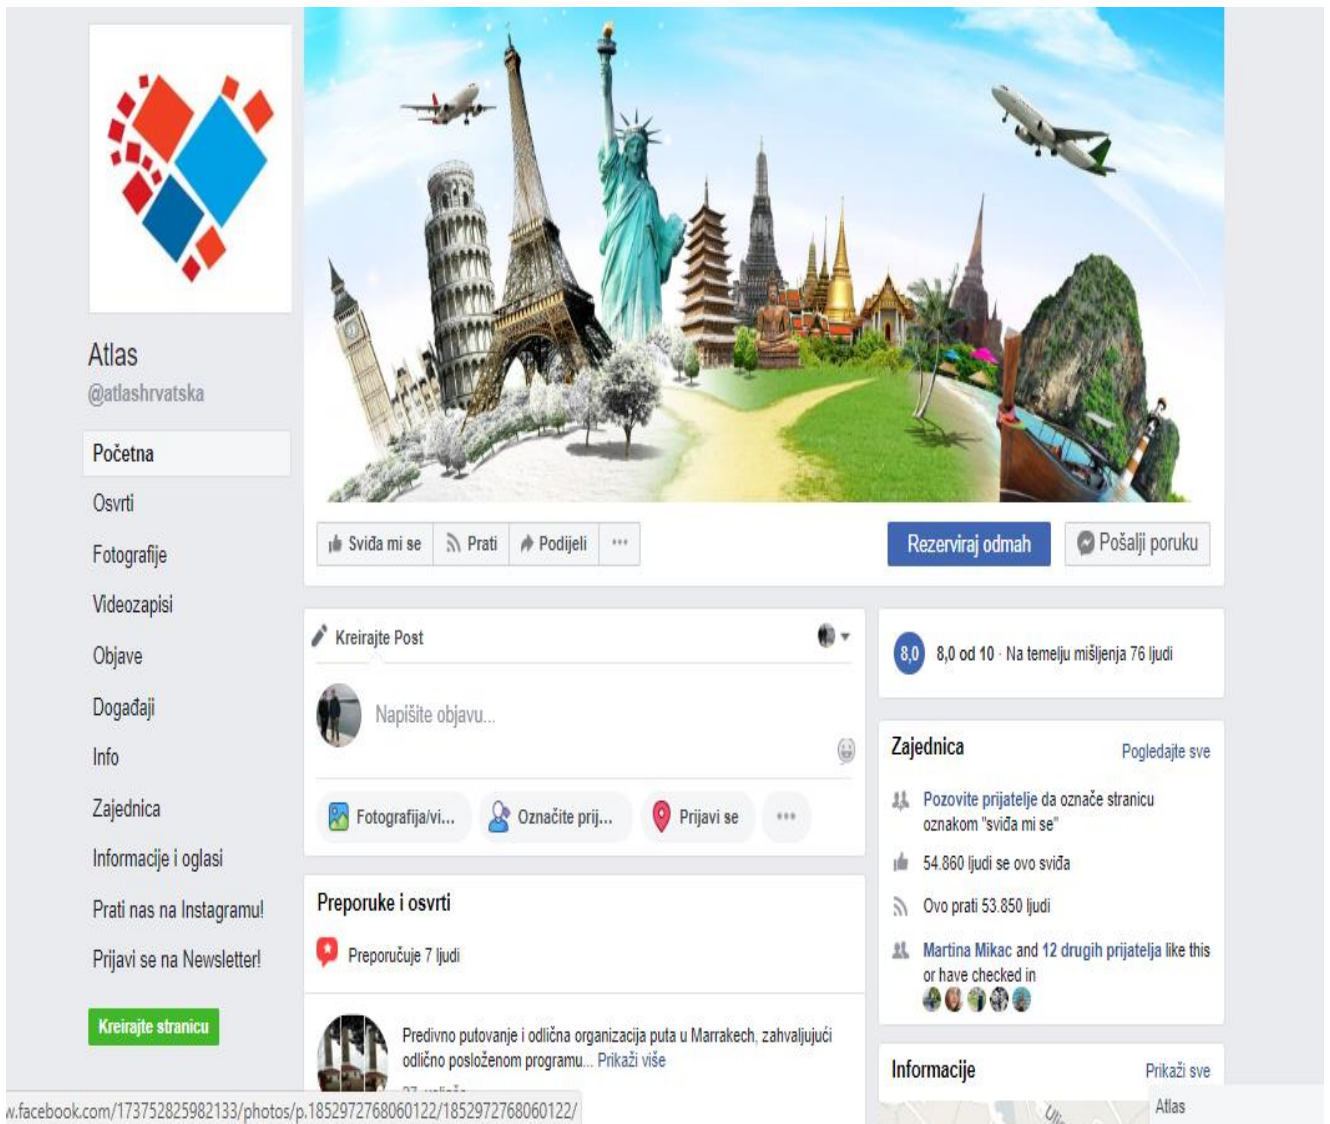 Atlas
@atlashrvatska
Početna
Osvrti
Fotografije
Videozapisi
Objave
Događaji
Info
Zajednica
Informacije i oglasi
Prati nas na Instagramu!
Prijavi se na Newsletter!
Kreirajte stranicu
Sviđa mi se
Prati
Podijeli
Rezerviraj odmah
Pošalji poruku
Kreirajte Post
Napišite objavu...
Fotografija/vi...
Označite prij...
Prijavi se
Preporuke i osvrti
Preporučuje 7 ljudi
Predivno putovanje i odlična organizacija puta u Marrakech, zahvaljujući
odlično posloženom programu... Prikaži više
8,0
8,0 od 10 · Na temelju mišljenja 76 ljudi
Zajednica
Pogledajte sve
Pozovite prijatelje da označe stranicu
oznakom "sviđa mi se"
54.860 ljudi se ovo sviđa
Ovo prati 53.850 ljudi
Martina Mikac and 12 drugih prijatelja like this
or have checked in
Informacije
Prikaži sve
Atlas
w.facebook.com/173752825982133/photos/p.1852972768060122/1852972768060122/